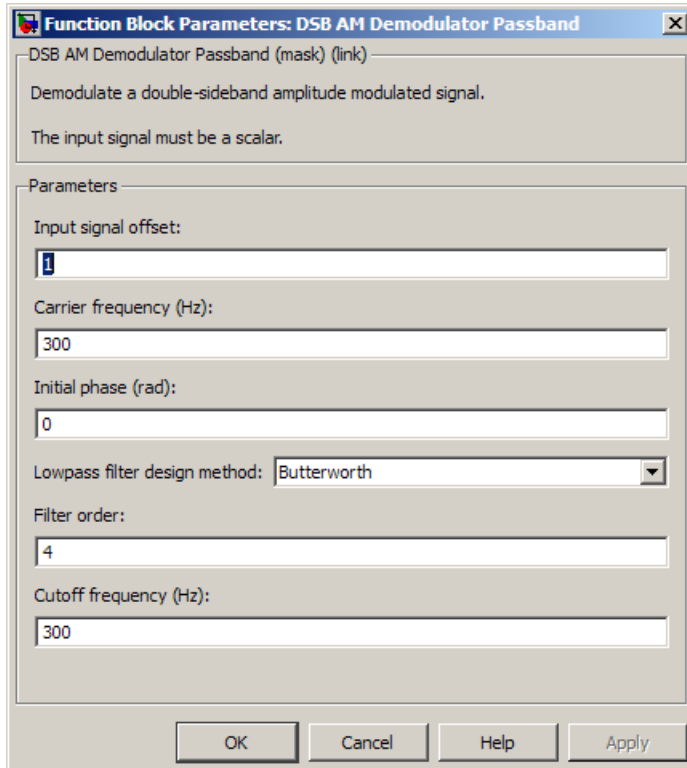 Function Block Parameters: DSB AM Demodulator Passband
DSB AM Demodulator Passband (mask) (link)
Demodulate a double-sideband amplitude modulated signal.
The input signal must be a scalar.
Parameters
Input signal offset:
1
Carrier frequency (Hz):
300
Initial phase (rad):
0
Lowpass filter design method: Butterworth
Filter order:
4
Cutoff frequency (Hz):
300
OK Cancel Help Apply